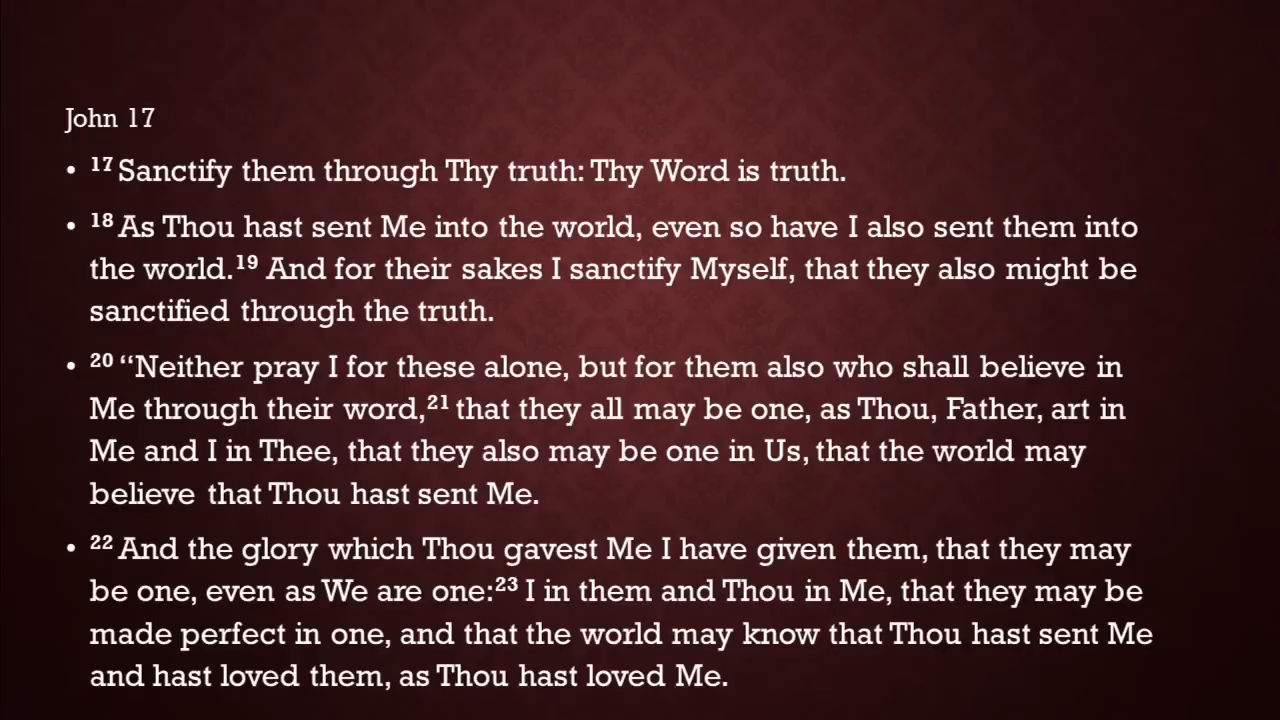 John 17
• 17 Sanctify them through Thy truth: Thy Word is truth.
• 18 As Thou hast sent Me into the world, even so have I also sent them into
the world.19 And for their sakes I sanctify Myself, that they also might be
sanctified through the truth.
• 20 “Neither pray I for these alone, but for them also who shall believe in
Me through their word,21 that they all may be one, as Thou, Father, art in
Me and I in Thee, that they also may be one in Us, that the world may
believe that Thou hast sent Me.
• 22 And the glory which Thou gavest Me I have given them, that they may
be one, even as We are one:23 I in them and Thou in Me, that they may be
made perfect in one, and that the world may know that Thou hast sent Me
and hast loved them, as Thou hast loved Me.